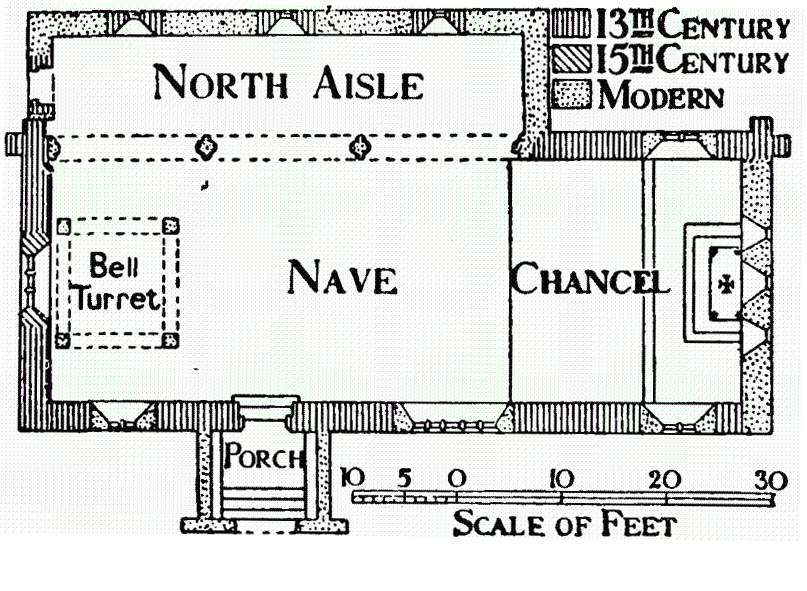 13TH CENTURY
15TH CENTURY
MODERN
NORTH AISLE
Bell
Turret
NAVE
CHANCEL
PORCH
10 5 0 10 20 30
SCALE OF FEET